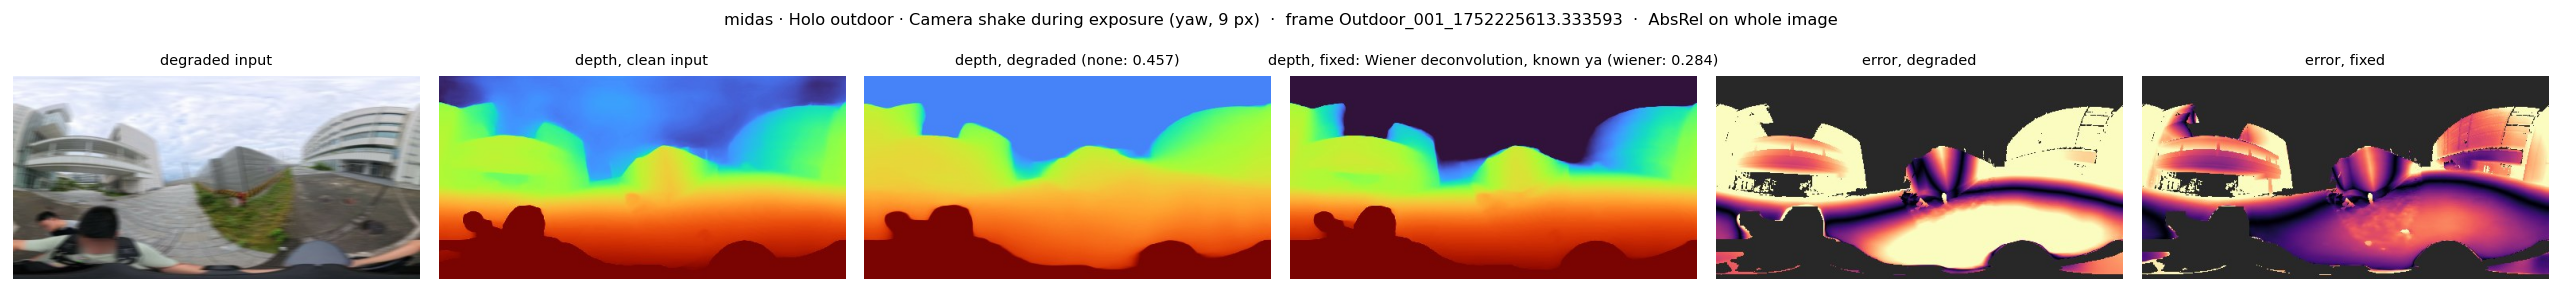 midas · Holo outdoor · Camera shake during exposure (yaw, 9 px) · frame Outdoor_001_1752225613.333593 · AbsRel on whole image
degraded input
depth, clean input
depth, degraded (none: 0.457)
depth, fixed: Wiener deconvolution, known ya (wiener: 0.284)
error, degraded
error, fixed